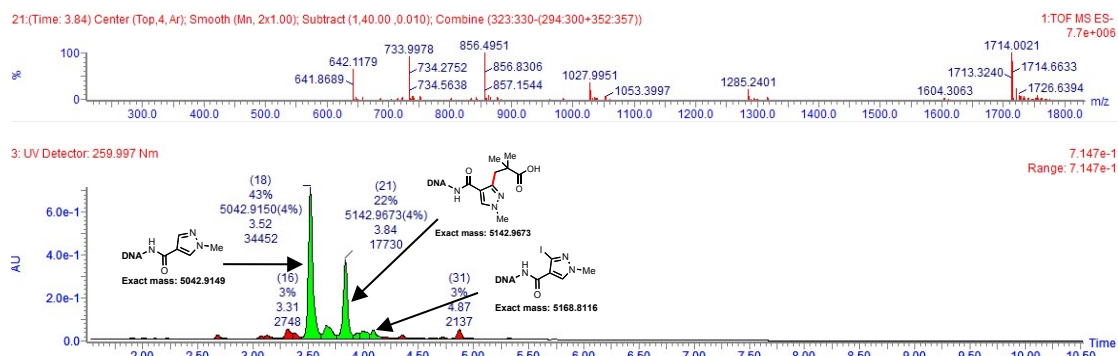 21:(Time: 3.84) Center (Top,4, Ar); Smooth (Mn, 2x1.00); Subtract (1,40.00 ,0.010); Combine (323:330-(294:300+352:357))
1:TOF MS ES-
7.7e+006
100
%
0
641.8689
642.1179
733.9978
734.2752
734.5638
856.4951
856.8306
857.1544
1027.9951
1053.3997
1285.2401
1604.3063
1714.0021
1713.3240
1714.6633
1726.6394
m/z
300.0
400.0
500.0
600.0
700.0
800.0
900.0
1000.0
1100.0
1200.0
1300.0
1400.0
1500.0
1600.0
1700.0
1800.0
3: UV Detector: 259.997 Nm
7.147e-1
Range: 7.147e-1
AU
6.0e-1
4.0e-1
2.0e-1
0.0
(18)
43%
5042.9150(4%)
3.52
34452
(21)
22%
5142.9673(4%)
3.84
17730
(16)
3%
3.31
2748
(31)
3%
4.87
2137
DNA
H
N
O
N
N
Me
Exact mass: 5042.9149
DNA
N
H
O
Me
Me
OH
O
N
N
Me
Exact mass: 5142.9673
DNA
H
N
O
I
N
N
Me
Exact mass: 5168.8116
2.00
2.50
3.00
3.50
4.00
4.50
5.00
5.50
6.00
6.50
7.00
7.50
8.00
8.50
9.00
9.50
10.00
10.50
Time